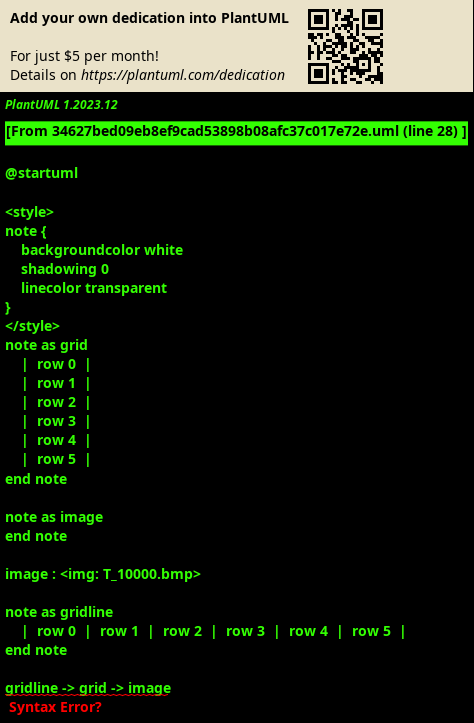 Add your own dedication into PlantUML
For just $5 per month!
Details on https://plantuml.com/dedication
PlantUML 1.2023.12
[From 34627bed09eb8ef9cad53898b08afc37c017e72e.uml (line 28) ]
@startuml
<style>
note {
backgroundcolor white
shadowing 0
linecolor transparent
}
</style>
note as grid
| row 0 |
| row 1 |
| row 2 |
| row 3 |
| row 4 |
| row 5 |
end note
note as image
end note
image : <img: T_10000.bmp>
note as gridline
| row 0 | row 1 | row 2 | row 3 | row 4 | row 5 |
end note
gridline -> grid -> image
Syntax Error?